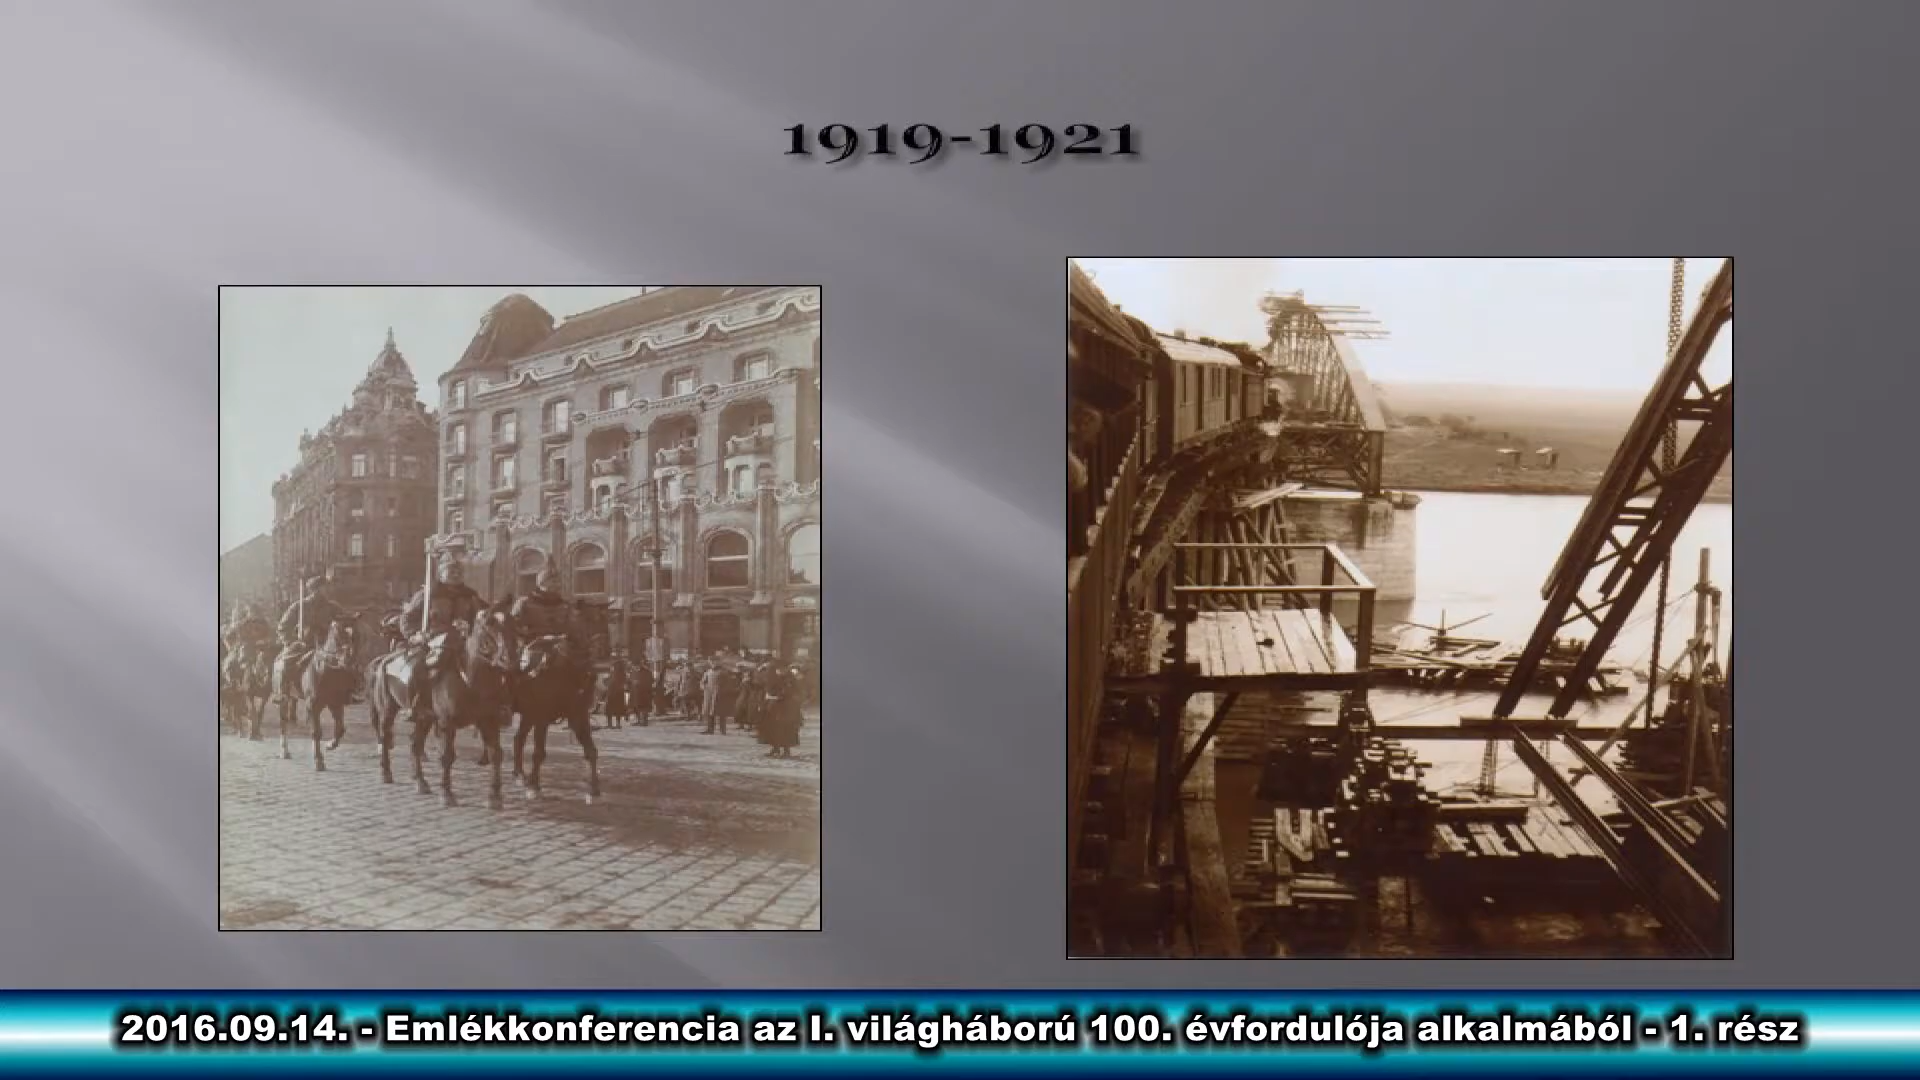 1919-1921
2016.09.14. - Emlékkonferencia az I. világháború 100. évfordulója alkalmából - 1. rész